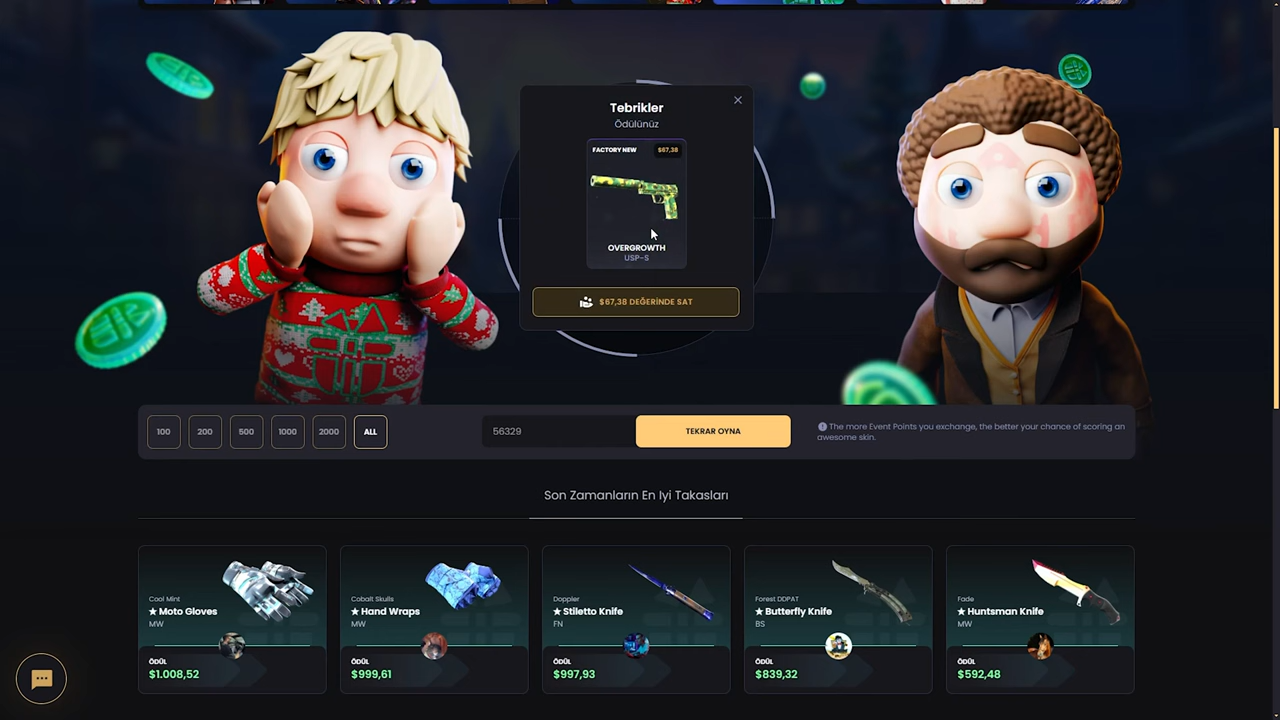 Tebrikler
Ödülünüz
FACTORY NEW $67,38
OVERGROWTH
USP-S
$67,38 DEĞERİNDE SAT
100 200 500 1000 2000 ALL
56329
TEKRAR OYNA
The more Event Points you exchange, the better your chance of scoring an
awesome skin.
Son Zamanların En Iyi Takasları
Cool Mint
★ Moto Gloves
MW
ÖDÜL
$1.008,52
Cobalt Skulls
★ Hand Wraps
MW
ÖDÜL
$999,61
Doppler
★ Stiletto Knife
FN
ÖDÜL
$997,93
Forest DDPAT
★ Butterfly Knife
BS
ÖDÜL
$839,32
Fade
★ Huntsman Knife
MW
ÖDÜL
$592,48